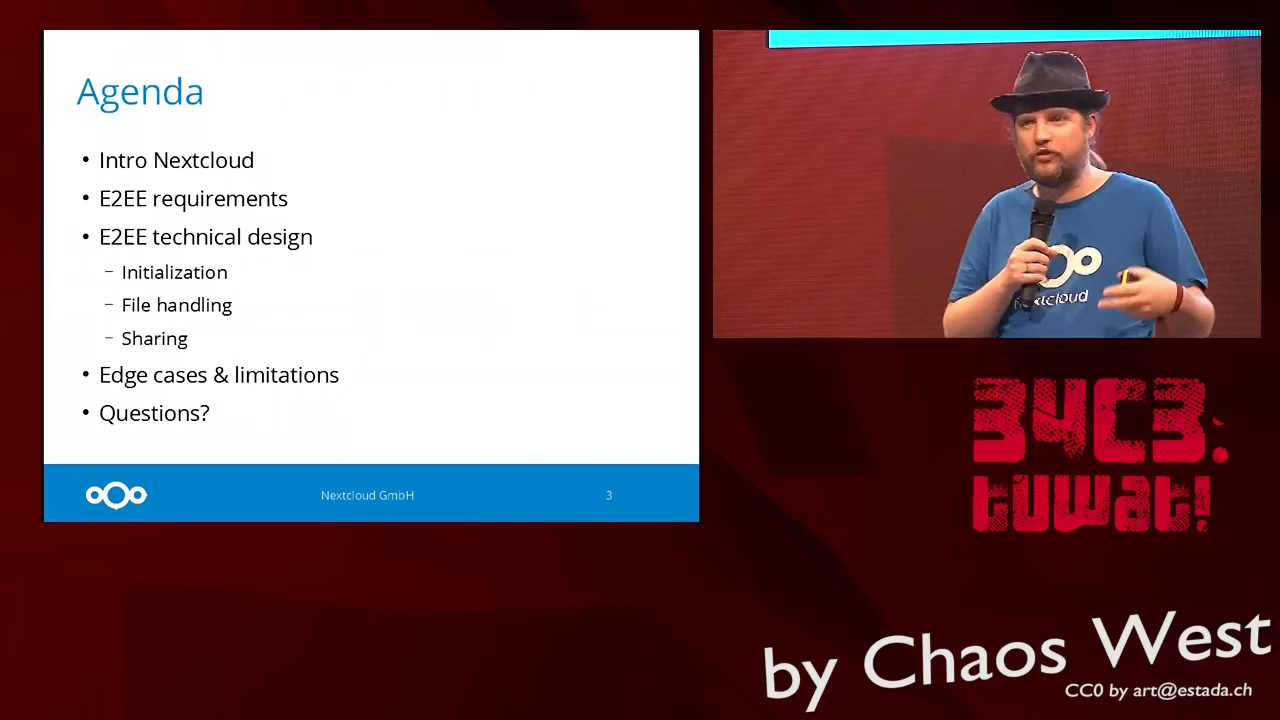 Agenda
• Intro Nextcloud
• E2EE requirements
• E2EE technical design
– Initialization
– File handling
– Sharing
• Edge cases & limitations
• Questions?
Nextcloud GmbH
3
Nextcloud
34C3:
tuwat!
by Chaos West
CC0 by art@estada.ch